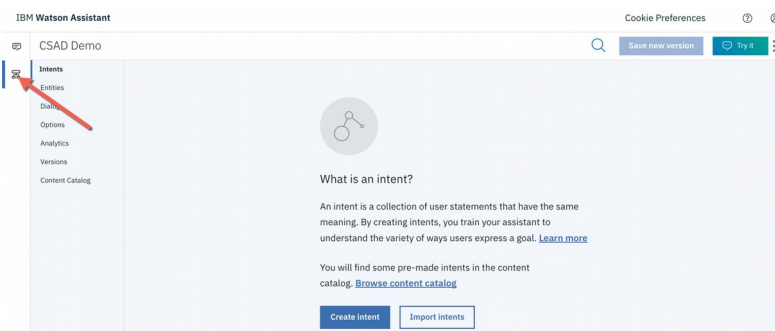 IBM Watson Assistant
Cookie Preferences
CSAD Demo
Save new version
Try it
Intents
Entities
Dialog
Options
Analytics
Versions
Content Catalog
What is an intent?
An intent is a collection of user statements that have the same
meaning. By creating intents, you train your assistant to
understand the variety of ways users express a goal. Learn more
You will find some pre-made intents in the content
catalog. Browse content catalog
Create intent
Import intents